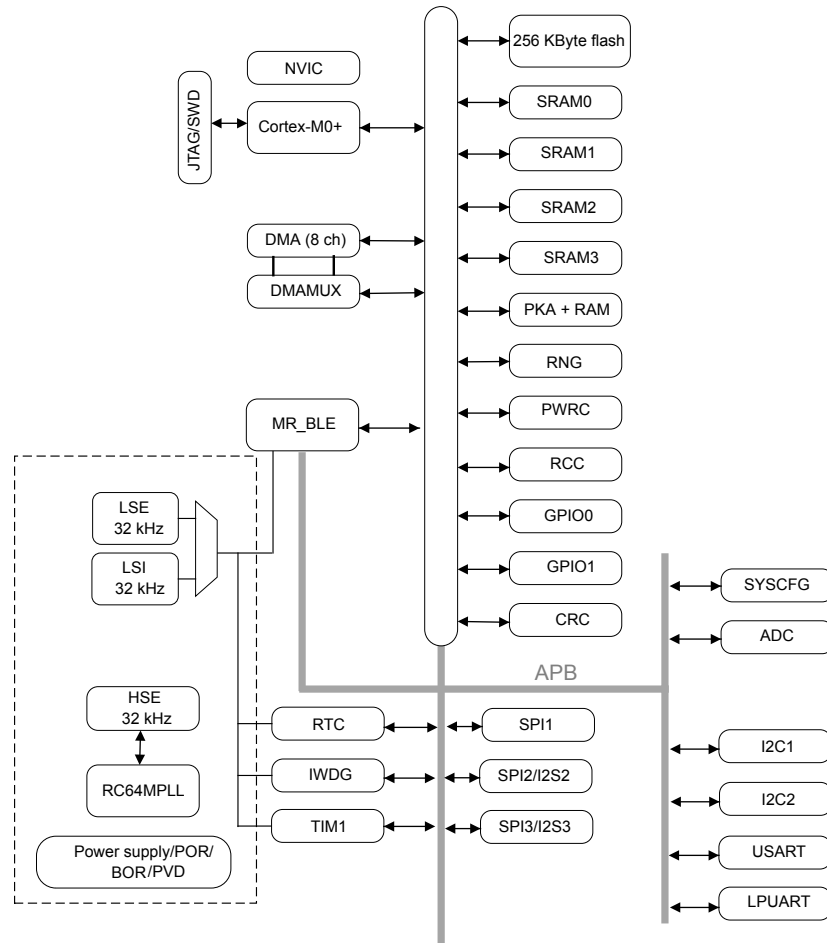 256 KByte flash
NVIC
JTAG/SWD
Cortex-M0+
SRAM0
SRAM1
SRAM2
DMA (8 ch)
SRAM3
DMAMUX
PKA + RAM
RNG
PWRC
MR_BLE
RCC
LSE
32 kHz
GPIO0
LSI
32 kHz
GPIO1
SYSCFG
CRC
ADC
APB
HSE
32 kHz
RTC
SPI1
I2C1
RC64MPLL
IWDG
SPI2/I2S2
I2C2
TIM1
SPI3/I2S3
Power supply/POR/
BOR/PVD
USART
LPUART